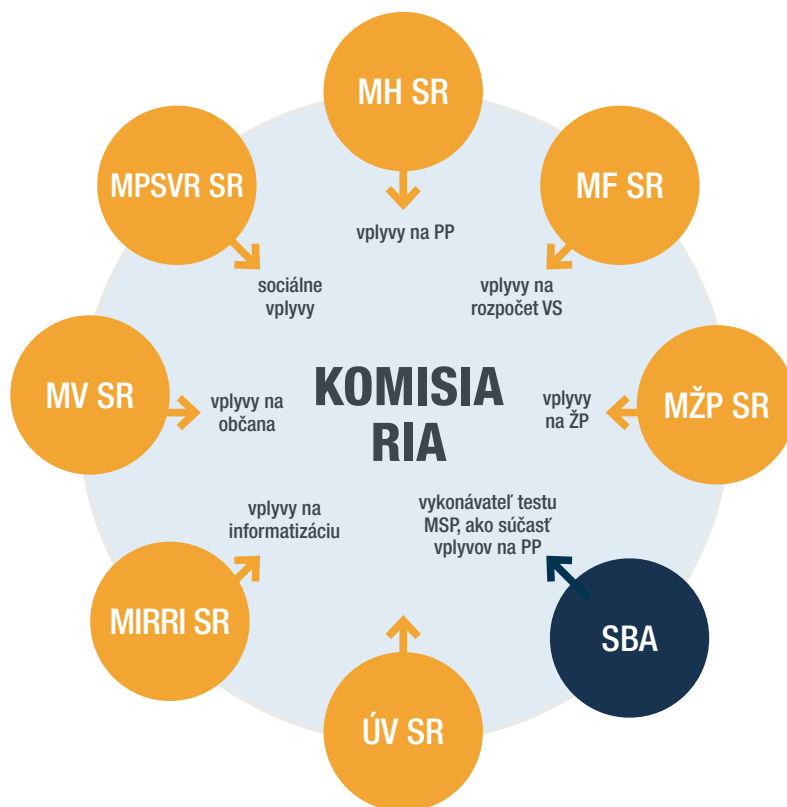 MH SR
vplyvy na PP
MF SR
vplyvy na
rozpočet VS
MŽP SR
vplyvy
na ŽP
SBA
vykonávateľ testu
MSP, ako súčasť
vplyvov na PP
ÚV SR
MIRRI SR
vplyvy na
informatizáciu
MV SR
vplyvy na
občana
MPSVR SR
sociálne
vplyvy
KOMISIA
RIA